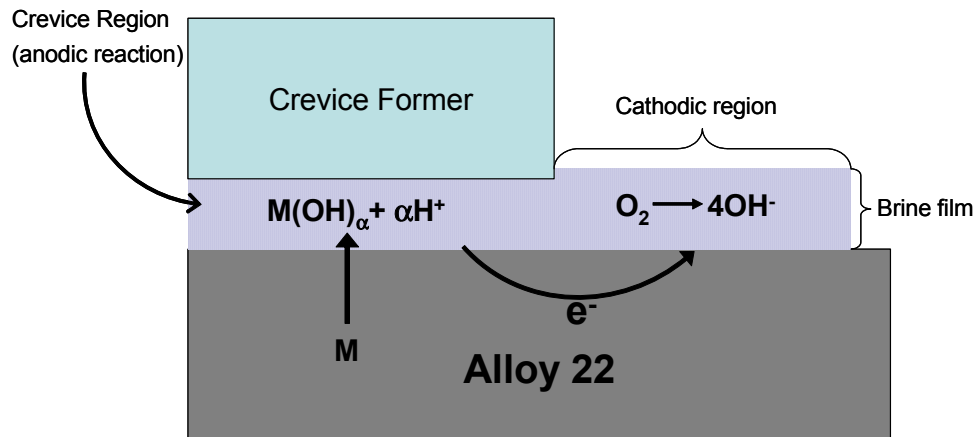 Crevice Region
(anodic reaction)
Crevice Former
Cathodic region
M(OH)α+ αH⁺
O₂ → 4OH⁻
Brine film
e⁻
M
Alloy 22